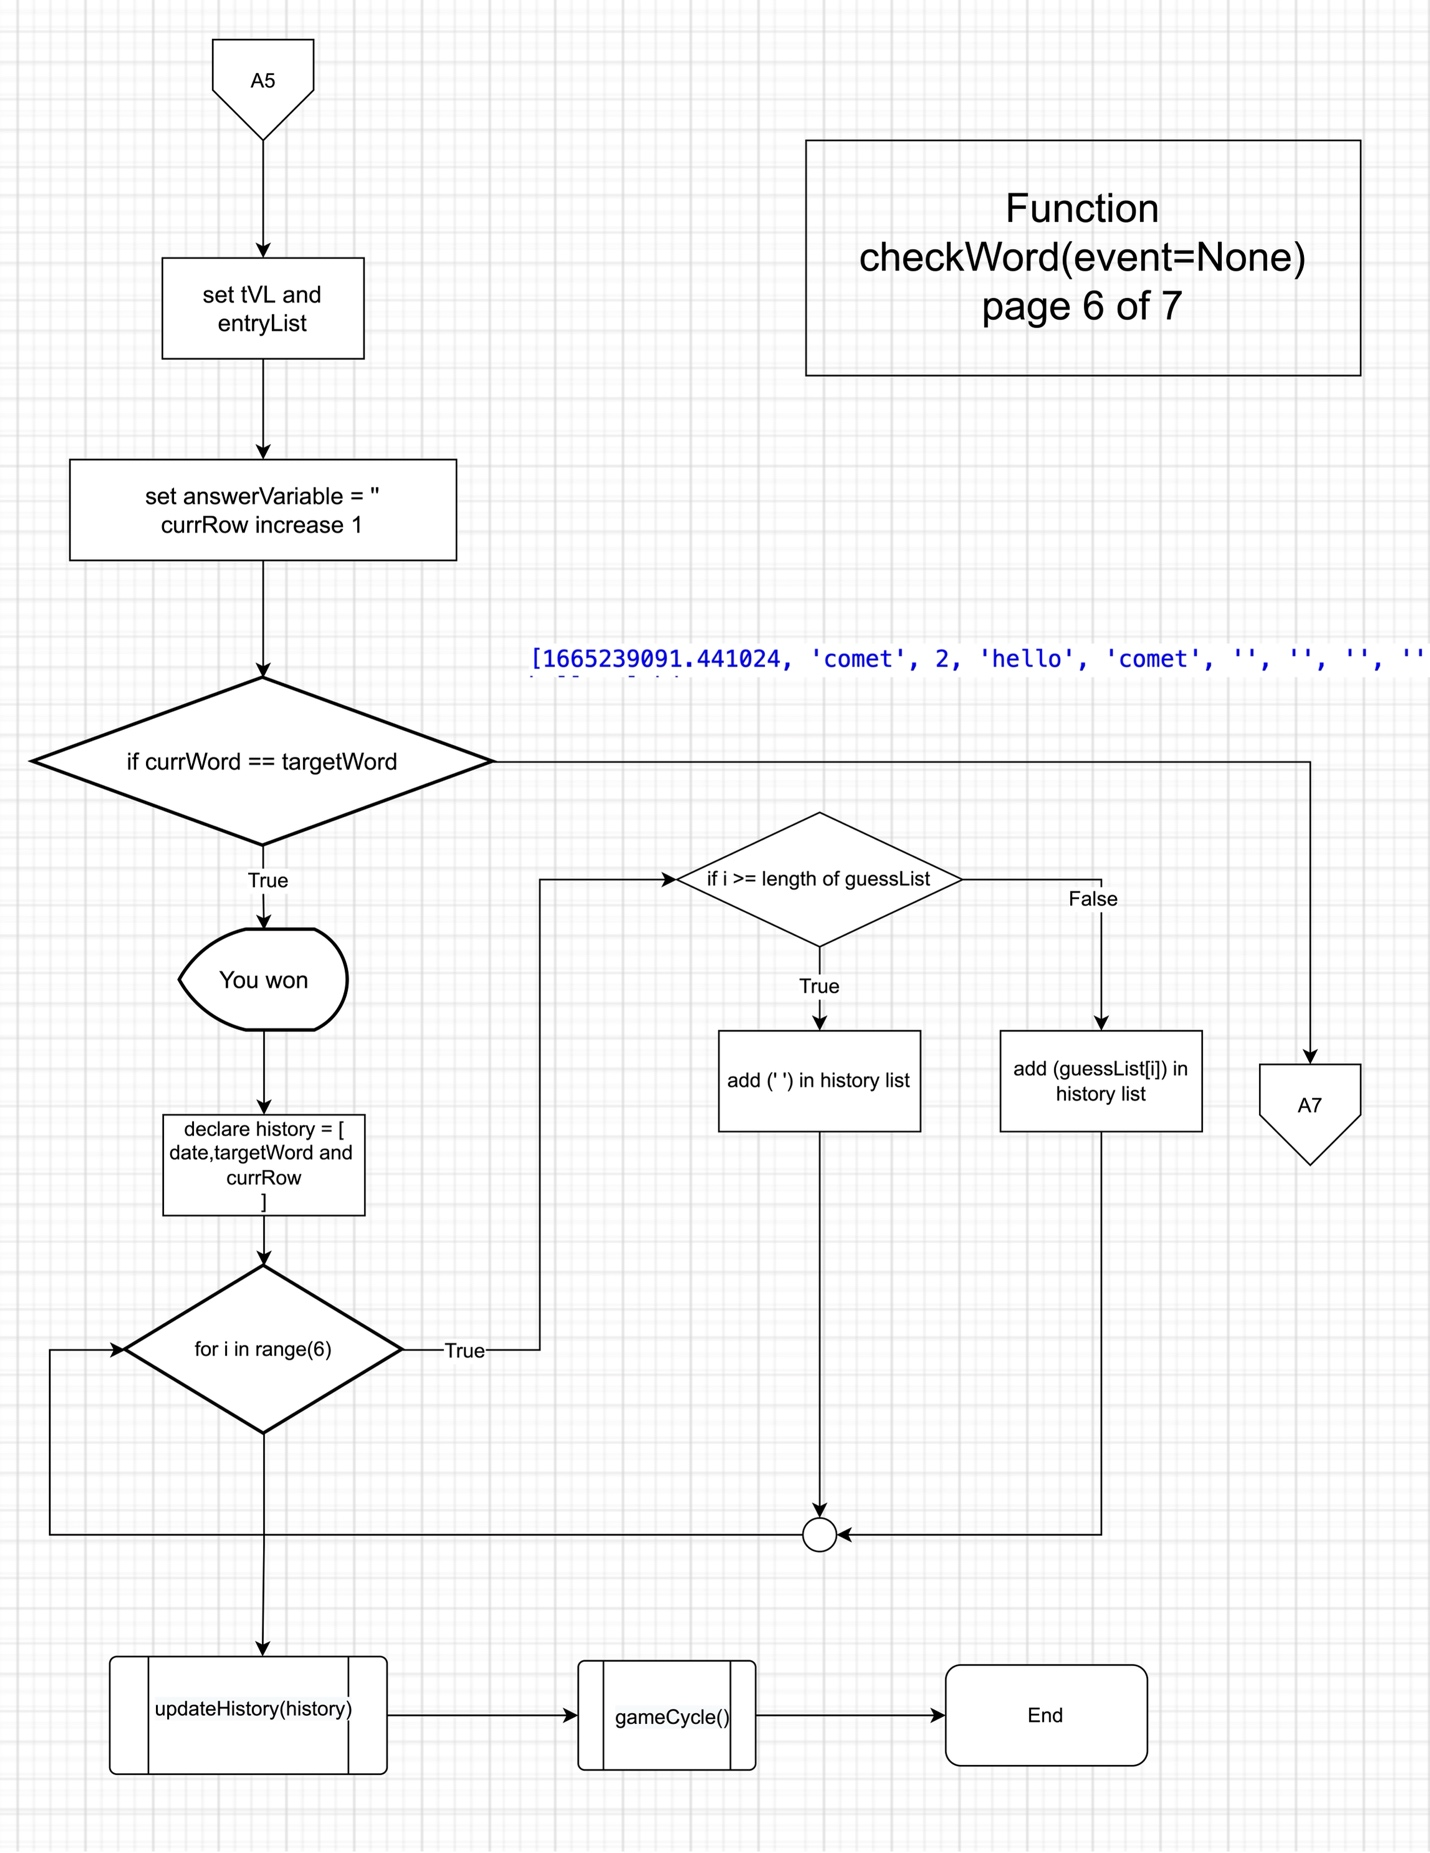 A5
Function
checkWord(event=None)
page 6 of 7
set tVL and
entryList
set answerVariable = ''
currRow increase 1
[1665239091.441024, 'comet', 2, 'hello', 'comet', '', '', '', ''
if currWord == targetWord
True
if i >= length of guessList
False
You won
True
add (' ') in history list
add (guessList[i]) in
history list
A7
declare history = [
date,targetWord and
currRow
]
for i in range(6)
True
updateHistory(history)
gameCycle()
End